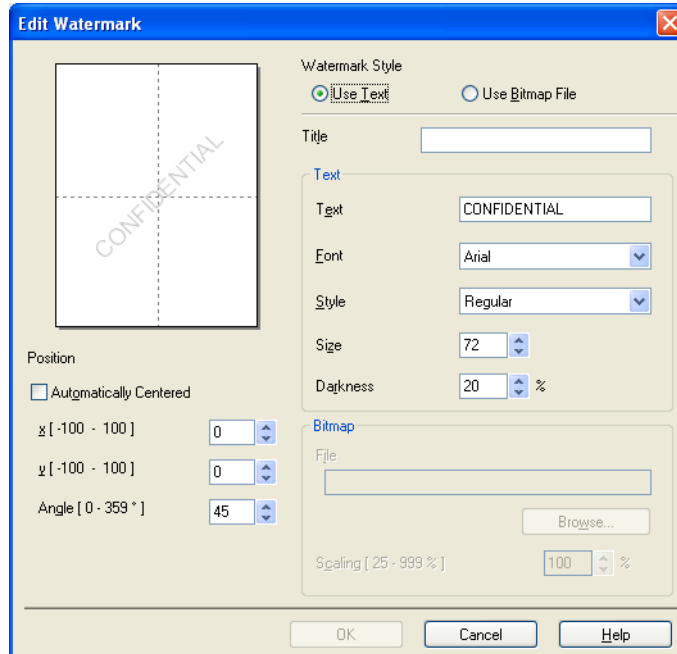 Edit Watermark
CONFIDENTIAL
Position
Automatically Centered
x [ -100 - 100 ] 0
y [ -100 - 100 ] 0
Angle [ 0 - 359 ° ] 45
Watermark Style
Use Text Use Bitmap File
Title
Text
Text CONFIDENTIAL
Font Arial
Style Regular
Size 72
Darkness 20 %
Bitmap
File
Browse...
Scaling [ 25 - 999 % ] 100 %
OK Cancel Help